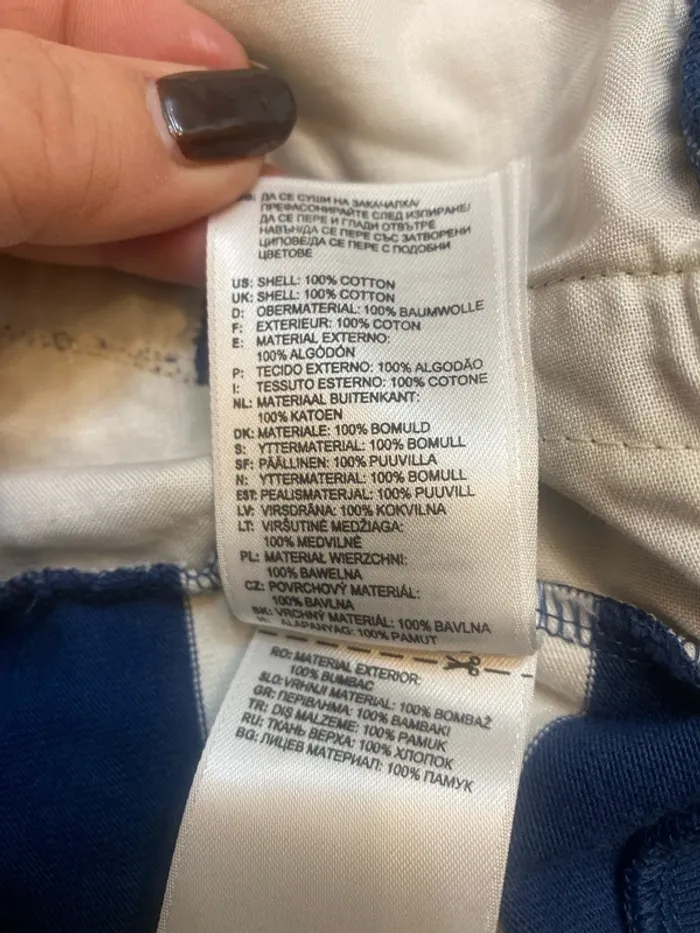 ДА СЕ СУШИ НА ЗАКАЧАЛКА/
ПРЕФАСОНИРАЙТЕ СЛЕД ИЗПИРАНЕ/
ДА СЕ ПЕРЕ И ГЛАДИ ОТВЪТРЕ
НАВЪН/ДА СЕ ПЕРЕ СЪС ЗАТВОРЕНИ
ЦИПОВЕ/ДА СЕ ПЕРЕ С ПОДОБНИ
ЦВЕТОВЕ
US: SHELL: 100% COTTON
UK: SHELL: 100% COTTON
D: OBERMATERIAL: 100% BAUMWOLLE
F: EXTERIEUR: 100% COTON
E: MATERIAL EXTERNO:
100% ALGODÓN
P: TECIDO EXTERNO: 100% ALGODÃO
I: TESSUTO ESTERNO: 100% COTONE
NL: MATERIAAL BUITENKANT:
100% KATOEN
DK: MATERIALE: 100% BOMULD
S: YTTERMATERIAL: 100% BOMULL
SF: PÄÄLLINEN: 100% PUUVILLA
N: YTTERMATERIAL: 100% BOMULL
EST: PEALISMATERJAL: 100% PUUVILL
LV: VIRSDRĀNA: 100% KOKVILNA
LT: VIRŠUTINĖ MEDŽIAGA:
100% MEDVILNĖ
PL: MATERIAŁ WIERZCHNI:
100% BAWEŁNA
CZ: POVRCHOVÝ MATERIÁL:
100% BAVLNA
SK: VRCHNÝ MATERIÁL: 100% BAVLNA
H: ALAPANYAG: 100% PAMUT
RO: MATERIAL EXTERIOR:
100% BUMBAC
SLO: VRHNJI MATERIAL: 100% BOMBAŽ
GR: ΠΕΡΙΒΛΗΜΑ: 100% ΒΑΜΒΑΚΙ
TR: DIŞ MALZEME: 100% PAMUK
RU: ТКАНЬ ВЕРХА: 100% ХЛОПОК
BG: ЛИЦЕВ МАТЕРИАЛ: 100% ПАМУК